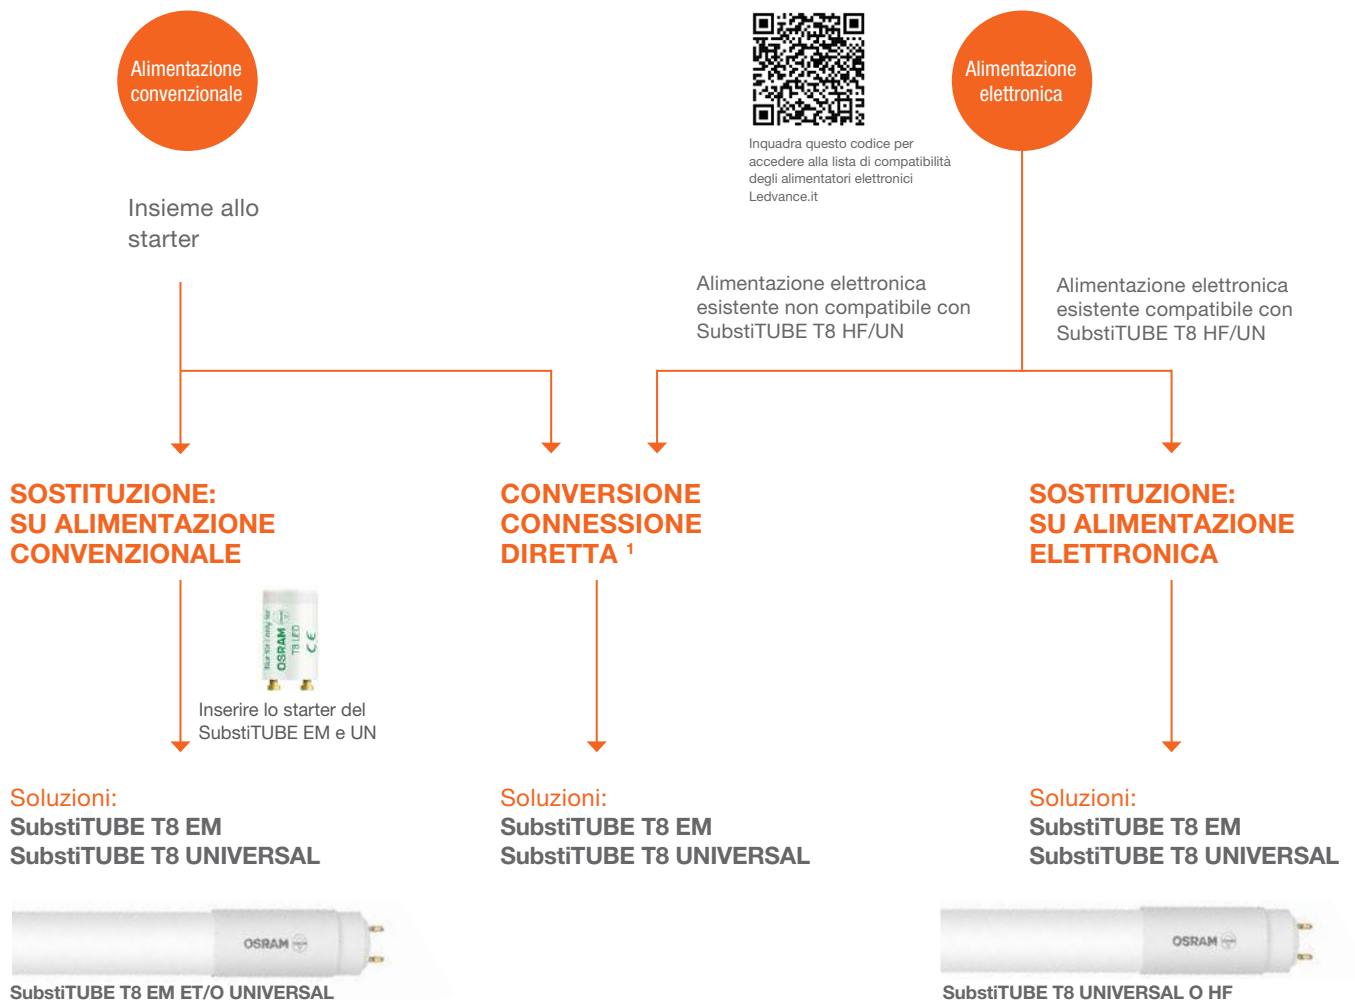 Alimentazione
convenzionale
Alimentazione
elettronica
Inquadra questo codice per
accedere alla lista di compatibilità
degli alimentatori elettronici
Ledvance.it
Insieme allo
starter
Alimentazione elettronica
esistente non compatibile con
SubstiTUBE T8 HF/UN
Alimentazione elettronica
esistente compatibile con
SubstiTUBE T8 HF/UN
SOSTITUZIONE:
SU ALIMENTAZIONE
CONVENZIONALE
CONVERSIONE
CONNESSIONE
DIRETTA ¹
SOSTITUZIONE:
SU ALIMENTAZIONE
ELETTRONICA
OSRAM
T8 LED
CE
Inserire lo starter del
SubstiTUBE EM e UN
Soluzioni:
SubstiTUBE T8 EM
SubstiTUBE T8 UNIVERSAL
Soluzioni:
SubstiTUBE T8 EM
SubstiTUBE T8 UNIVERSAL
Soluzioni:
SubstiTUBE T8 EM
SubstiTUBE T8 UNIVERSAL
OSRAM
OSRAM
SubstiTUBE T8 EM ET/O UNIVERSAL
SubstiTUBE T8 UNIVERSAL O HF